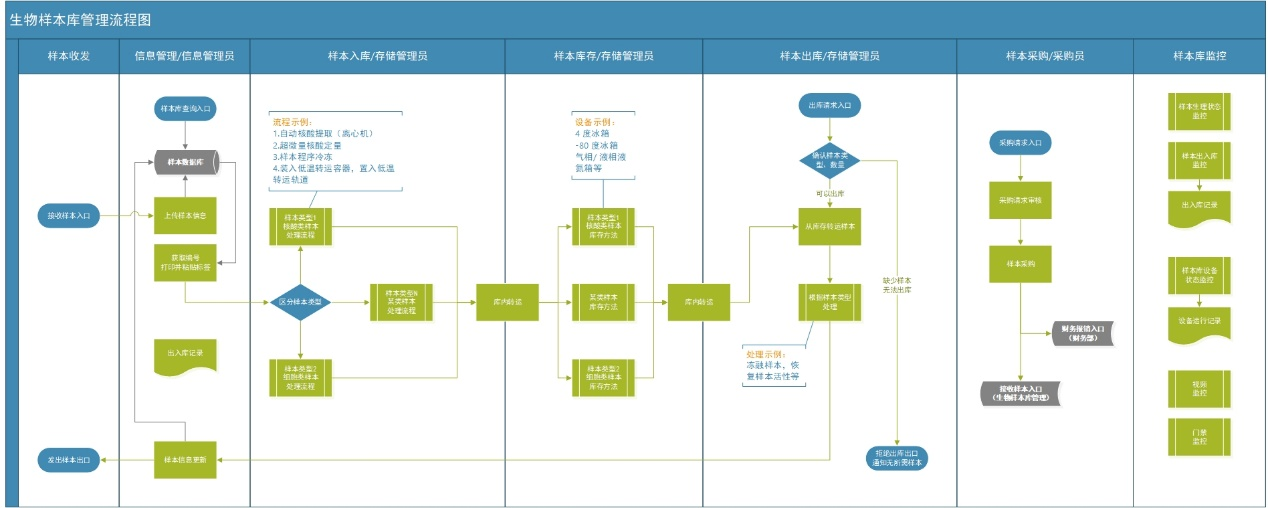 生物样本库管理流程图
样本收发
信息管理/信息管理员
样本入库/存储管理员
样本库存/存储管理员
样本出库/存储管理员
样本采购/采购员
样本库监控
接收样本入口
发出样本出口
样本库查询入口
样本数据库
上传样本信息
获取编号
打印并粘贴标签
出入库记录
样本信息更新
流程示例：
1.自动核酸提取（离心机）
2.超微量核酸定量
3.样本程序冷冻
4.装入低温转运容器，置入低温
转运轨道
样本类型1
核酸类样本
处理流程
区分样本类型
样本类型N
某类样本
处理流程
样本类型2
细胞类样本
处理流程
库内转运
设备示例：
4 度冰箱
-80 度冰箱
气相/ 液相液
氮箱等
样本类型1
核酸类样本
库存方法
某类样本
库存方法
样本类型2
细胞类样本
库存方法
库内转运
出库请求入口
确认样本类
型、数量
可以出库
从库存转运样本
根据样本类型
处理
处理示例：
冻融样本，恢
复样本活性等
缺少样本
无法出库
拒绝出库出口
通知无所需样本
采购请求入口
采购请求审核
样本采购
财务报销入口
（财务部）
接收样本入口
（生物样本库管理）
样本生理状态
监控
样本出入库
监控
出入库记录
样本库设备
状态监控
设备运行记录
视频
监控
门禁
监控